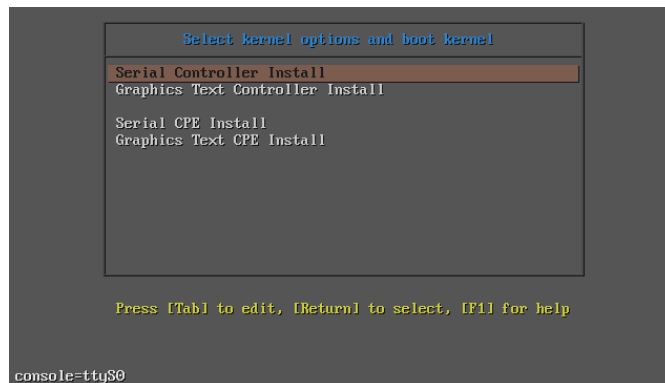 Select kernel options and boot kernel
Serial Controller Install
Graphics Text Controller Install
Serial CPE Install
Graphics Text CPE Install
Press [Tab] to edit, [Return] to select, [F1] for help
console=ttyS0